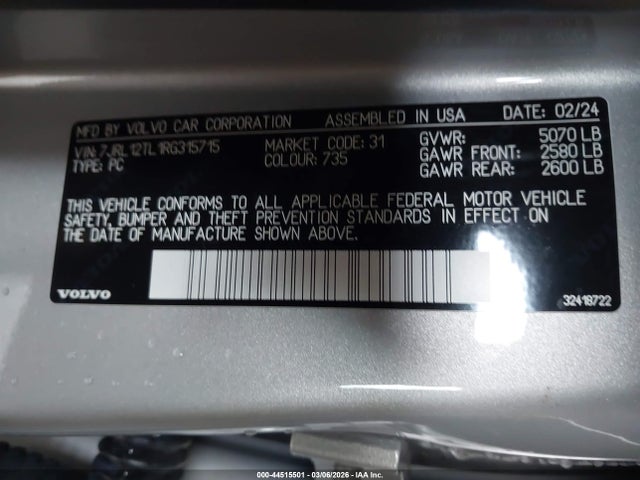 MFD BY VOLVO CAR CORPORATION ASSEMBLED IN USA DATE: 02/24
VIN: 7JRL12TL1RG315715 MARKET CODE: 31 GVWR: 5070 LB
TYPE: PC COLOUR: 735 GAWR FRONT: 2580 LB
GAWR REAR: 2600 LB
THIS VEHICLE CONFORMS TO ALL APPLICABLE FEDERAL MOTOR VEHICLE
SAFETY, BUMPER AND THEFT PREVENTION STANDARDS IN EFFECT ON
THE DATE OF MANUFACTURE SHOWN ABOVE.
VOLVO 32418722
000-44515501 - 03/06/2026 - IAA Inc.